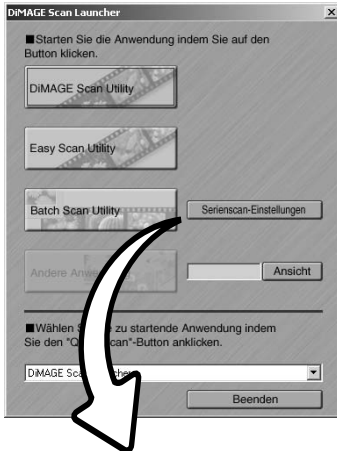 DiMAGE Scan Launcher
■Starten Sie die Anwendung indem Sie auf den
Button klicken.
DiMAGE Scan Utility
Easy Scan Utility
Batch Scan Utility
Serienscan-Einstellungen
Andere
Ansicht
■Wählen zu startende Anwendung indem
Sie den can"-Button anklicken.
DiMAGE
Beenden